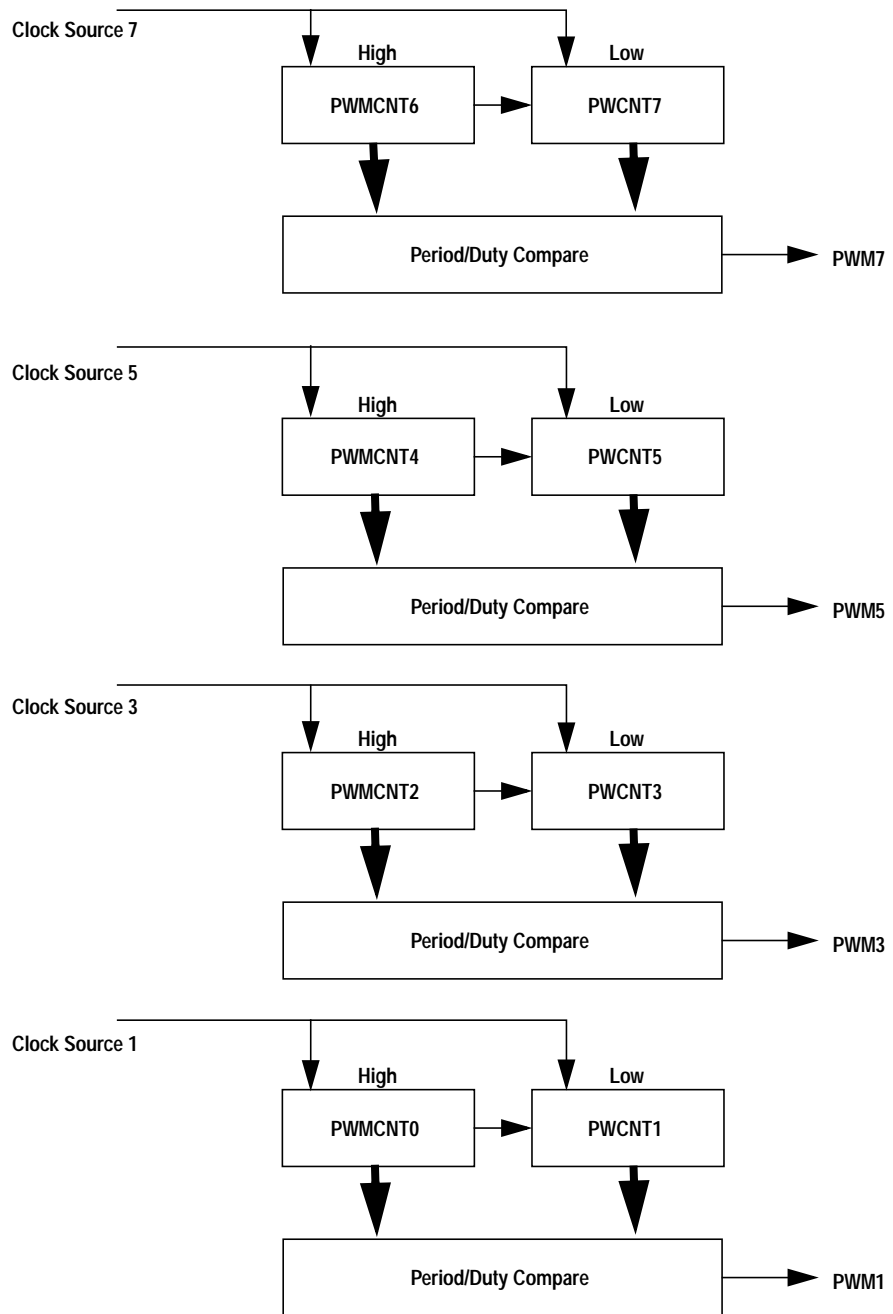 Clock Source 7
High
Low
PWMCNT6
PWCNT7
Period/Duty Compare
PWM7
Clock Source 5
High
Low
PWMCNT4
PWCNT5
Period/Duty Compare
PWM5
Clock Source 3
High
Low
PWMCNT2
PWCNT3
Period/Duty Compare
PWM3
Clock Source 1
High
Low
PWMCNT0
PWCNT1
Period/Duty Compare
PWM1